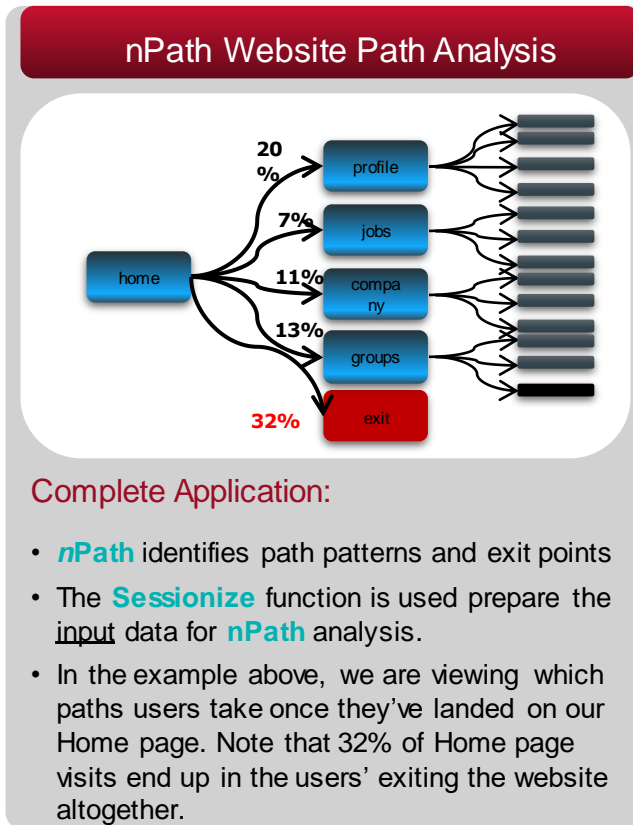 nPath Website Path Analysis
20
%
profile
7%
jobs
home
11%
compa
ny
13%
groups
32%
exit
Complete Application:
• nPath identifies path patterns and exit points
• The Sessionize function is used prepare the
input data for nPath analysis.
• In the example above, we are viewing which
paths users take once they’ve landed on our
Home page. Note that 32% of Home page
visits end up in the users’ exiting the website
altogether.